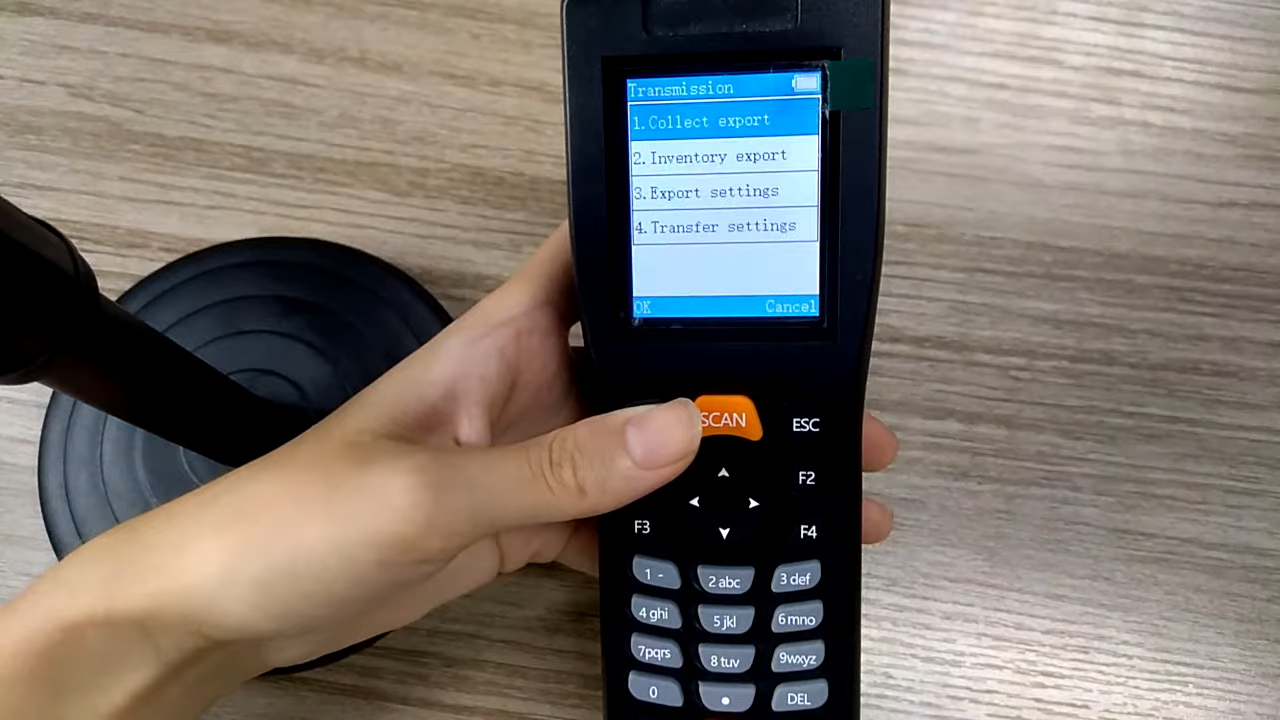 Transmission
1.Collect export
2.Inventory export
3.Export settings
4.Transfer settings
OK Cancel
SCAN ESC
F2
F3 F4
1 - 2 abc 3 def
4 ghi 5 jkl 6 mno
7pqrs 8 tuv 9wxyz
0 . DEL